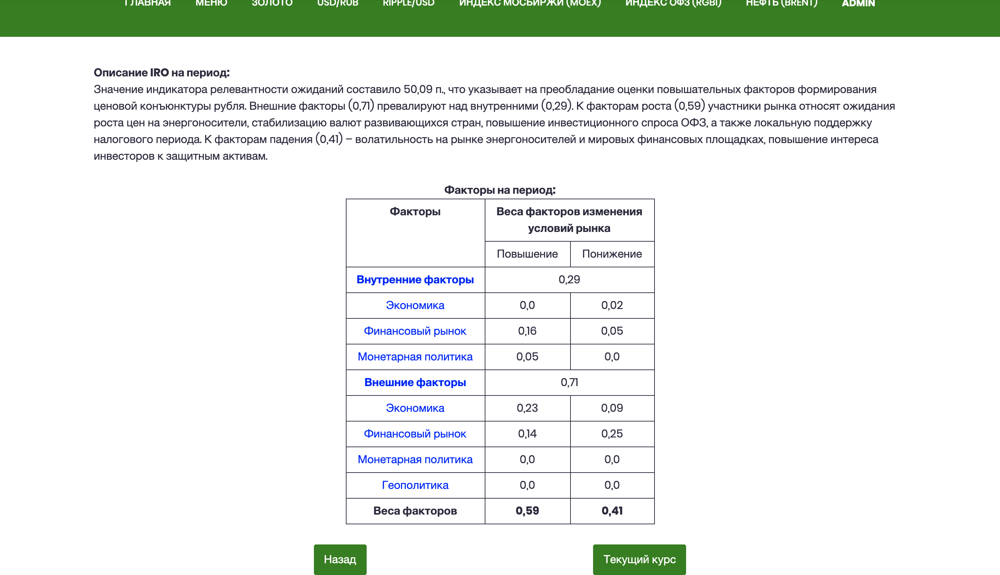 ГЛАВНАЯ МЕНЮ ЗОЛОТО USD/RUB RIPPLE/USD ИНДЕКС МОСБИРЖИ (MOEX) ИНДЕКС ОФЗ (RGBI) НЕФТЬ (BRENT) ADMIN
Описание IRO на период:
Значение индикатора релевантности ожиданий составило 50,09 п., что указывает на преобладание оценки повышательных факторов формирования
ценовой конъюнктуры рубля. Внешние факторы (0,71) превалируют над внутренними (0,29). К факторам роста (0,59) участники рынка относят ожидания
роста цен на энергоносители, стабилизацию валют развивающихся стран, повышение инвестиционного спроса ОФЗ, а также локальную поддержку
налогового периода. К факторам падения (0,41) – волатильность на рынке энергоносителей и мировых финансовых площадках, повышение интереса
инвесторов к защитным активам.
Факторы на период:
Факторы Веса факторов изменения
условий рынка
Повышение Понижение
Внутренние факторы 0,29
Экономика 0,0 0,02
Финансовый рынок 0,16 0,05
Монетарная политика 0,05 0,0
Внешние факторы 0,71
Экономика 0,23 0,09
Финансовый рынок 0,14 0,25
Монетарная политика 0,0 0,0
Геополитика 0,0 0,0
Веса факторов 0,59 0,41
Назад Текущий курс